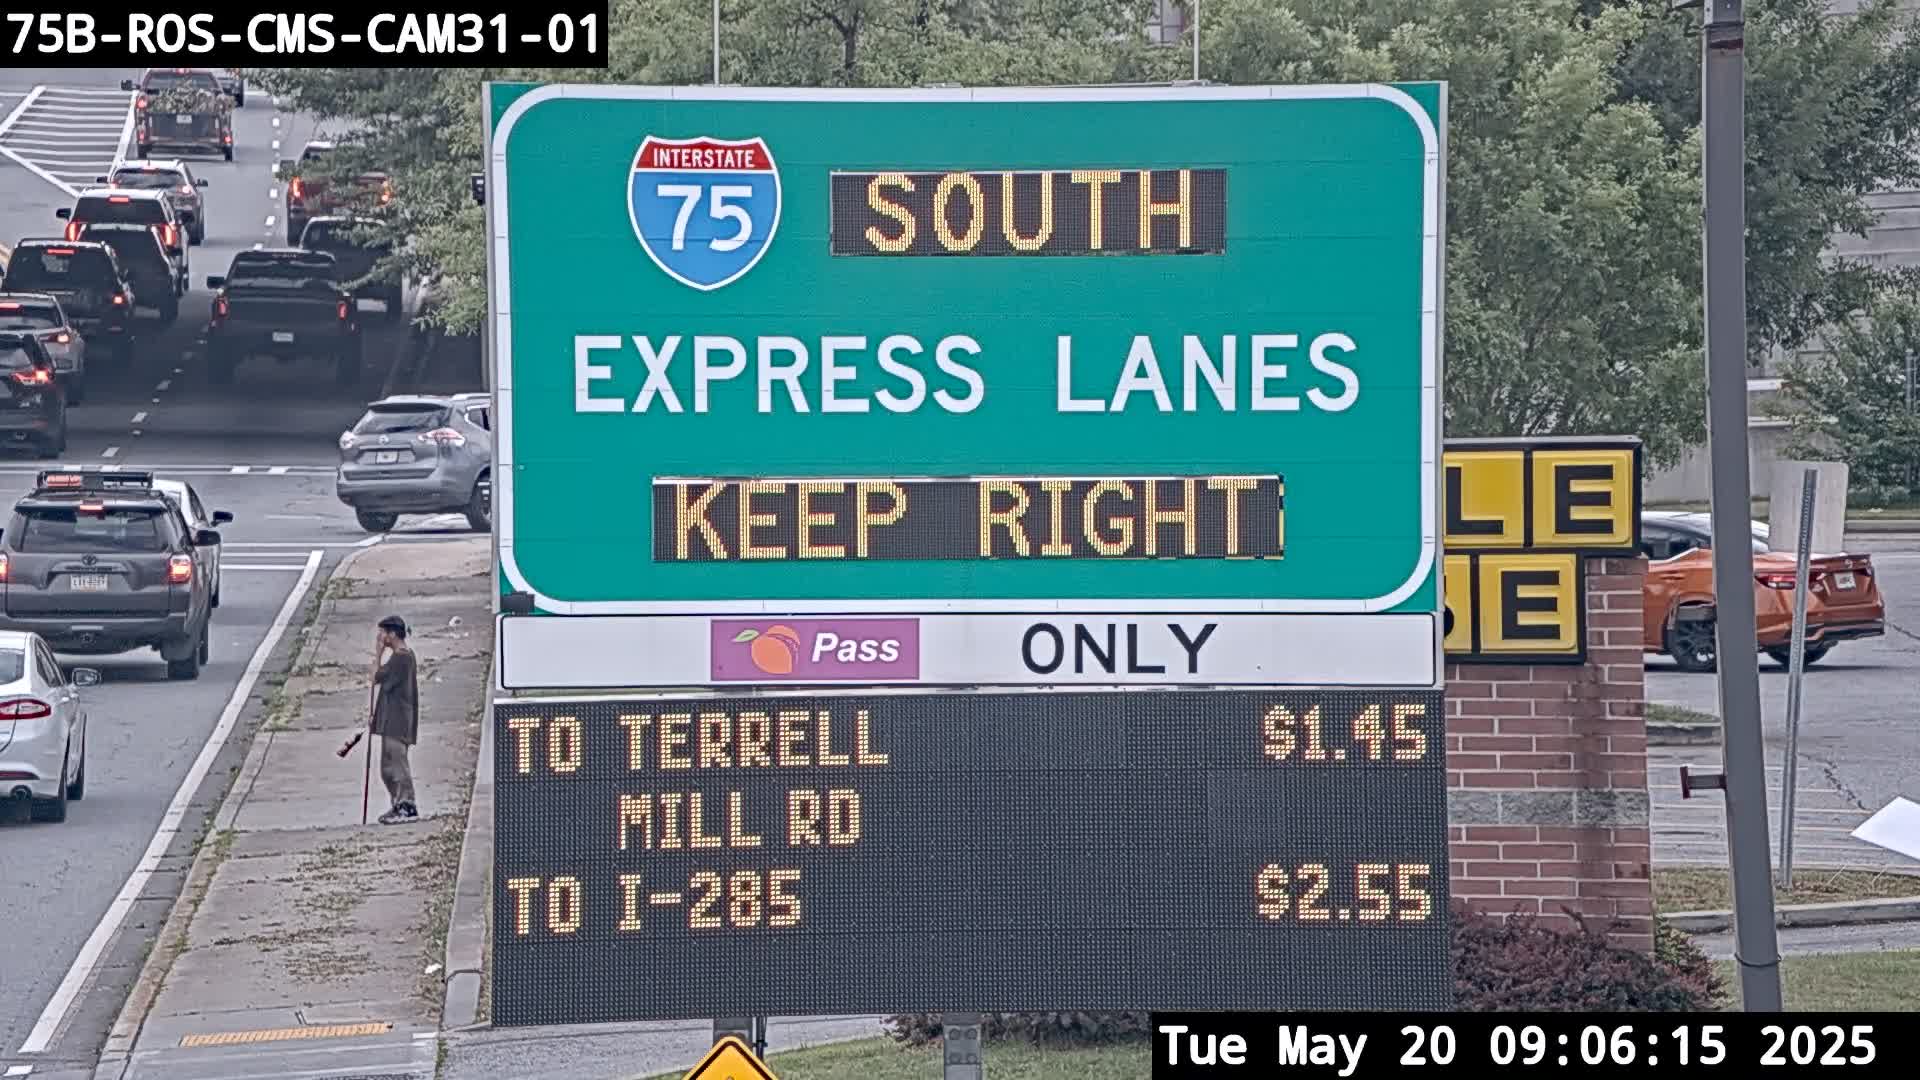 75B-ROS-CMS-CAM31-01
INTERSTATE
75
SOUTH
EXPRESS LANES
KEEP RIGHT
Pass ONLY
TO TERRELL $1.45
MILL RD
TO I-285 $2.55
LE
E
Tue May 20 09:06:15 2025